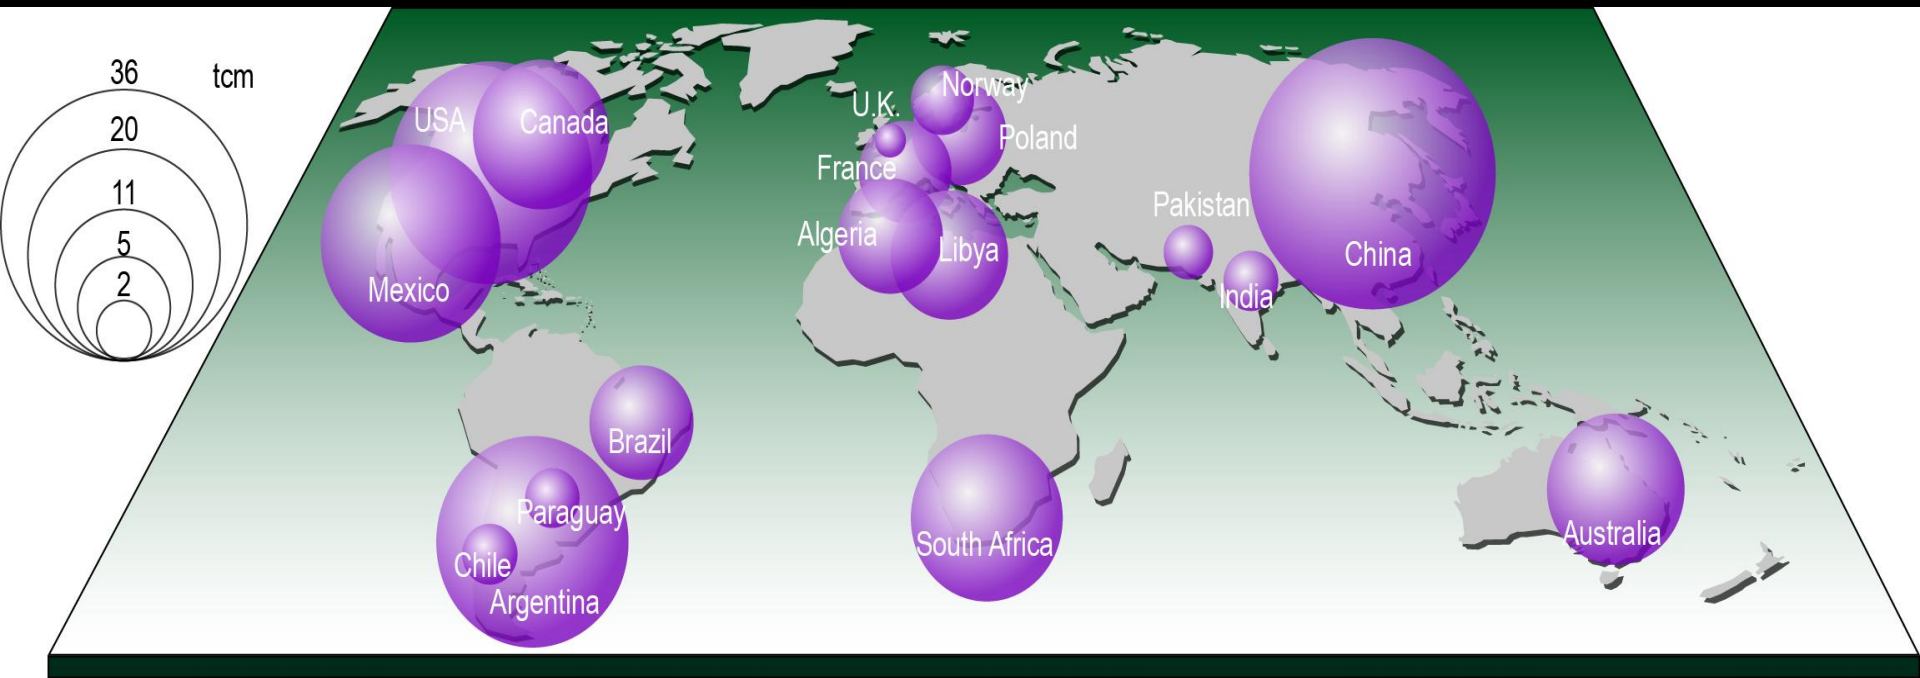 36
tcm
20
11
5
2
USA
Canada
Mexico
U.K.
Norway
Poland
France
Algeria
Libya
Pakistan
India
China
Brazil
Paraguay
Chile
Argentina
South Africa
Australia